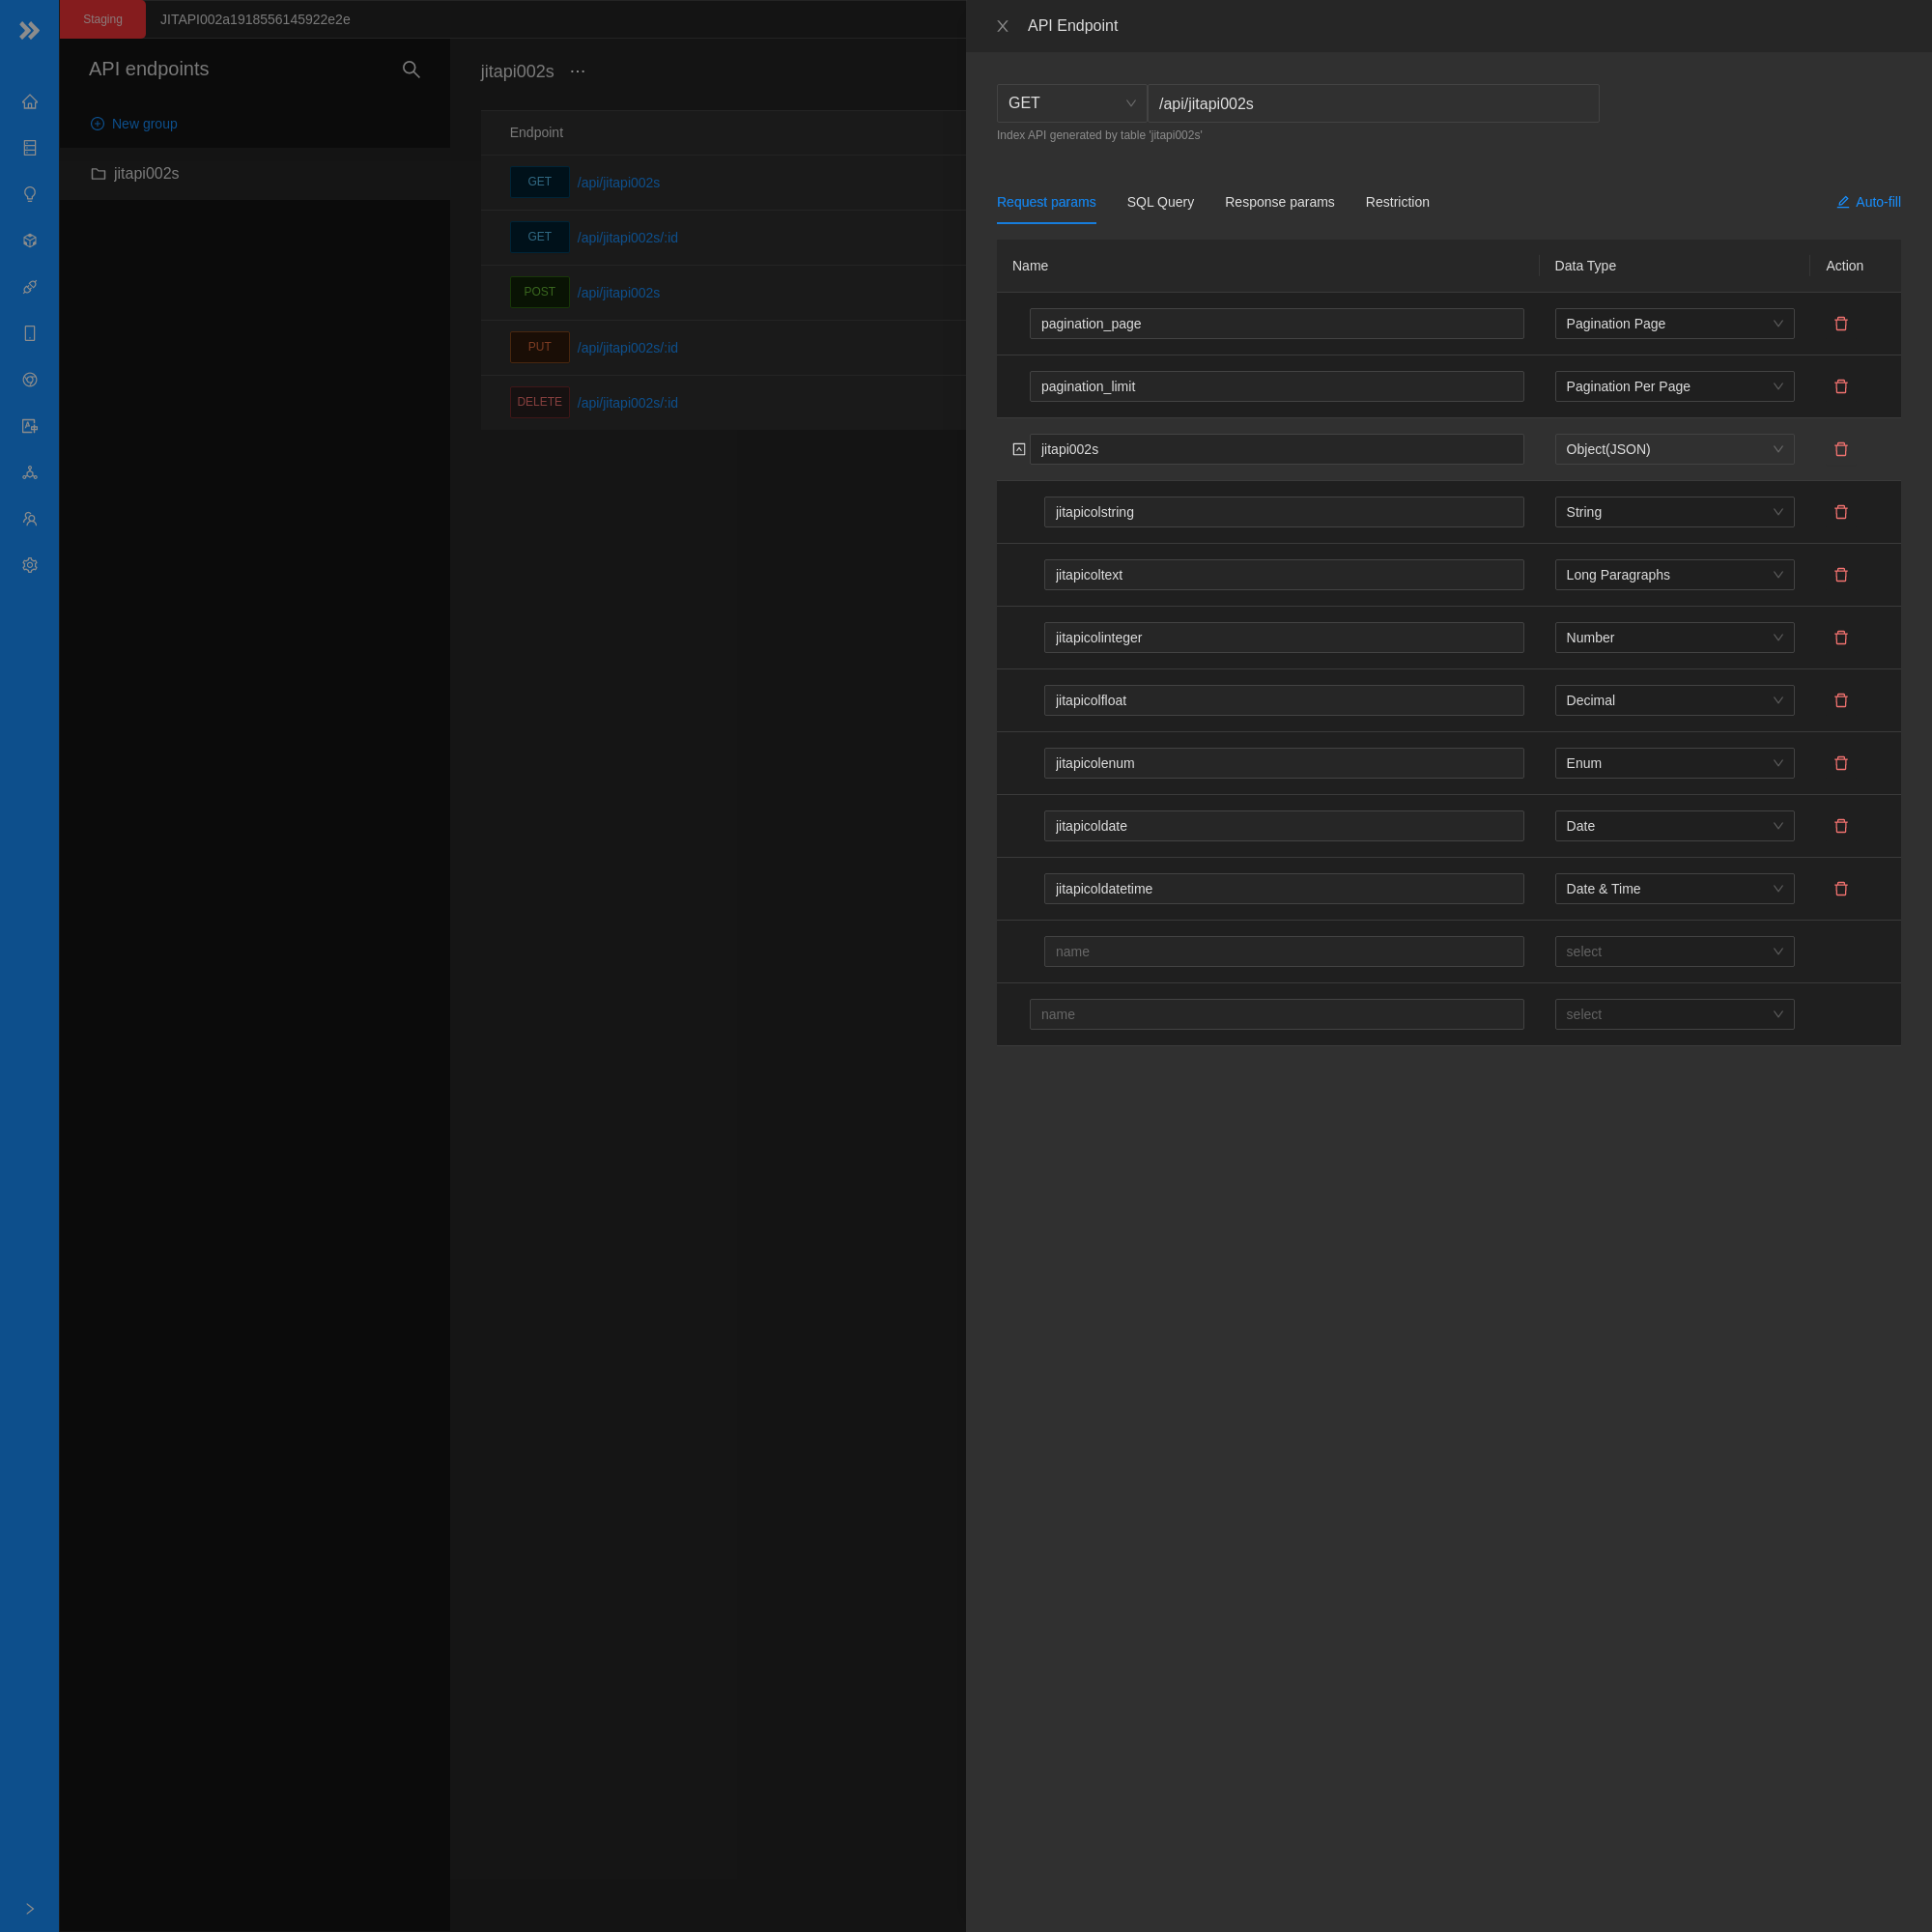 Staging
JITAPI002a1918556145922e2e
API endpoints
New group
jitapi002s
jitapi002s
Endpoint
GET /api/jitapi002s
GET /api/jitapi002s/:id
POST /api/jitapi002s
PUT /api/jitapi002s/:id
DELETE /api/jitapi002s/:id
API Endpoint
GET /api/jitapi002s
Index API generated by table 'jitapi002s'
Request params SQL Query Response params Restriction Auto-fill
Name Data Type Action
pagination_page Pagination Page
pagination_limit Pagination Per Page
jitapi002s Object(JSON)
jitapicolstring String
jitapicoltext Long Paragraphs
jitapicolinteger Number
jitapicolfloat Decimal
jitapicolenum Enum
jitapicoldate Date
jitapicoldatetime Date & Time
name select
name select